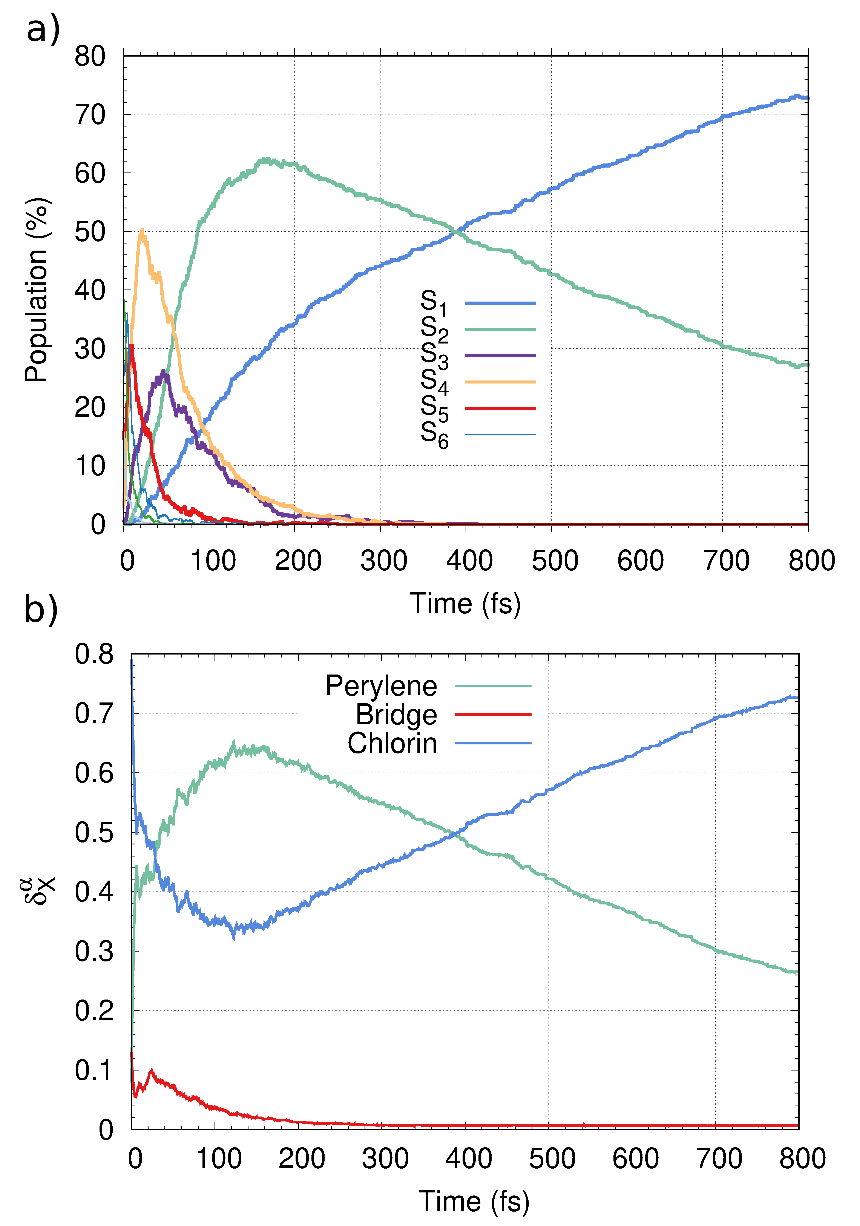 a)
80
70
60
50
40
30
20
10
0
Population (%)
S1
S2
S3
S4
S5
S6
0 100 200 300 400 500 600 700 800
Time (fs)
b)
0.8
0.7
0.6
0.5
0.4
0.3
0.2
0.1
0
δXα
Perylene
Bridge
Chlorin
0 100 200 300 400 500 600 700 800
Time (fs)